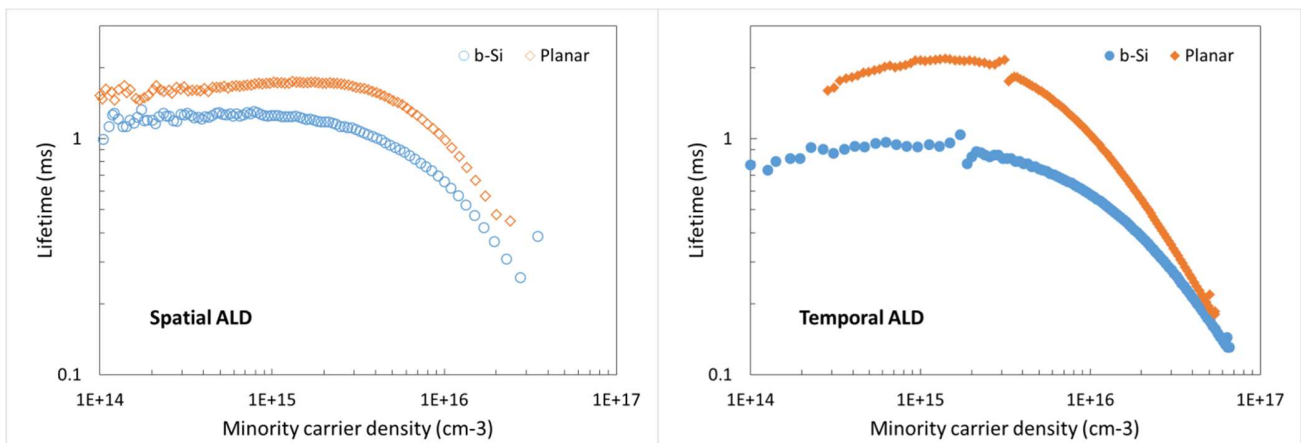 b-Si Planar
1
Lifetime (ms)
Spatial ALD
0.1
1E+14 1E+15 1E+16 1E+17
Minority carrier density (cm-3)
b-Si Planar
1
Lifetime (ms)
Temporal ALD
0.1
1E+14 1E+15 1E+16 1E+17
Minority carrier density (cm-3)